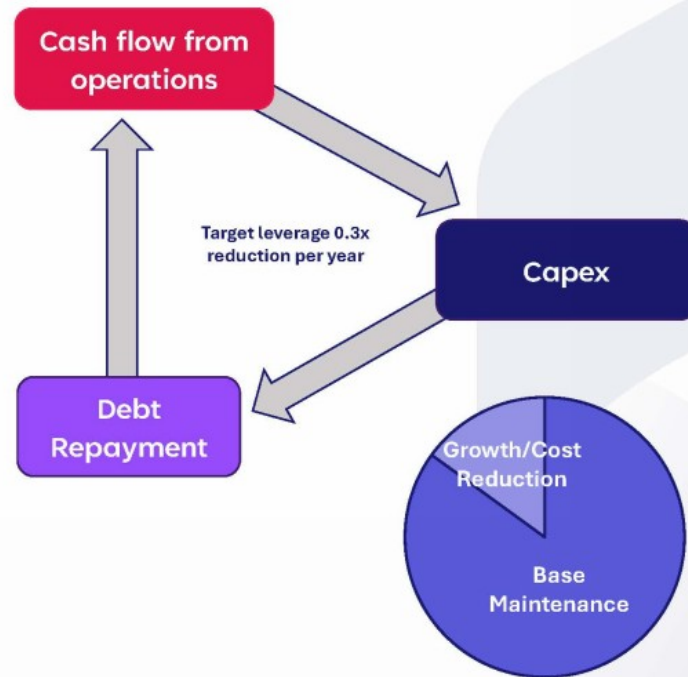 Cash flow from
operations
Target leverage 0.3x
reduction per year
Capex
Debt
Repayment
Growth/Cost
Reduction
Base
Maintenance